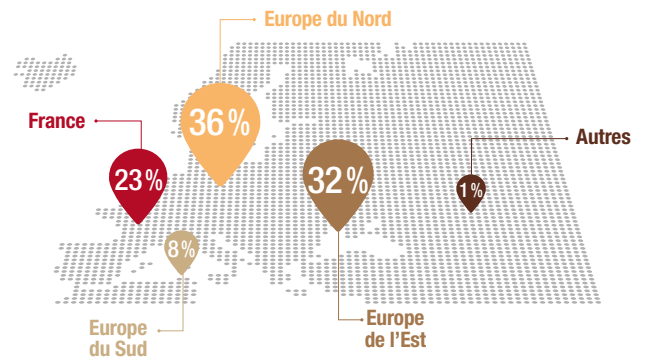 Europe du Nord
36 %
France
23 %
32 %
Autres
1 %
8 %
Europe
du Sud
Europe
de l'Est